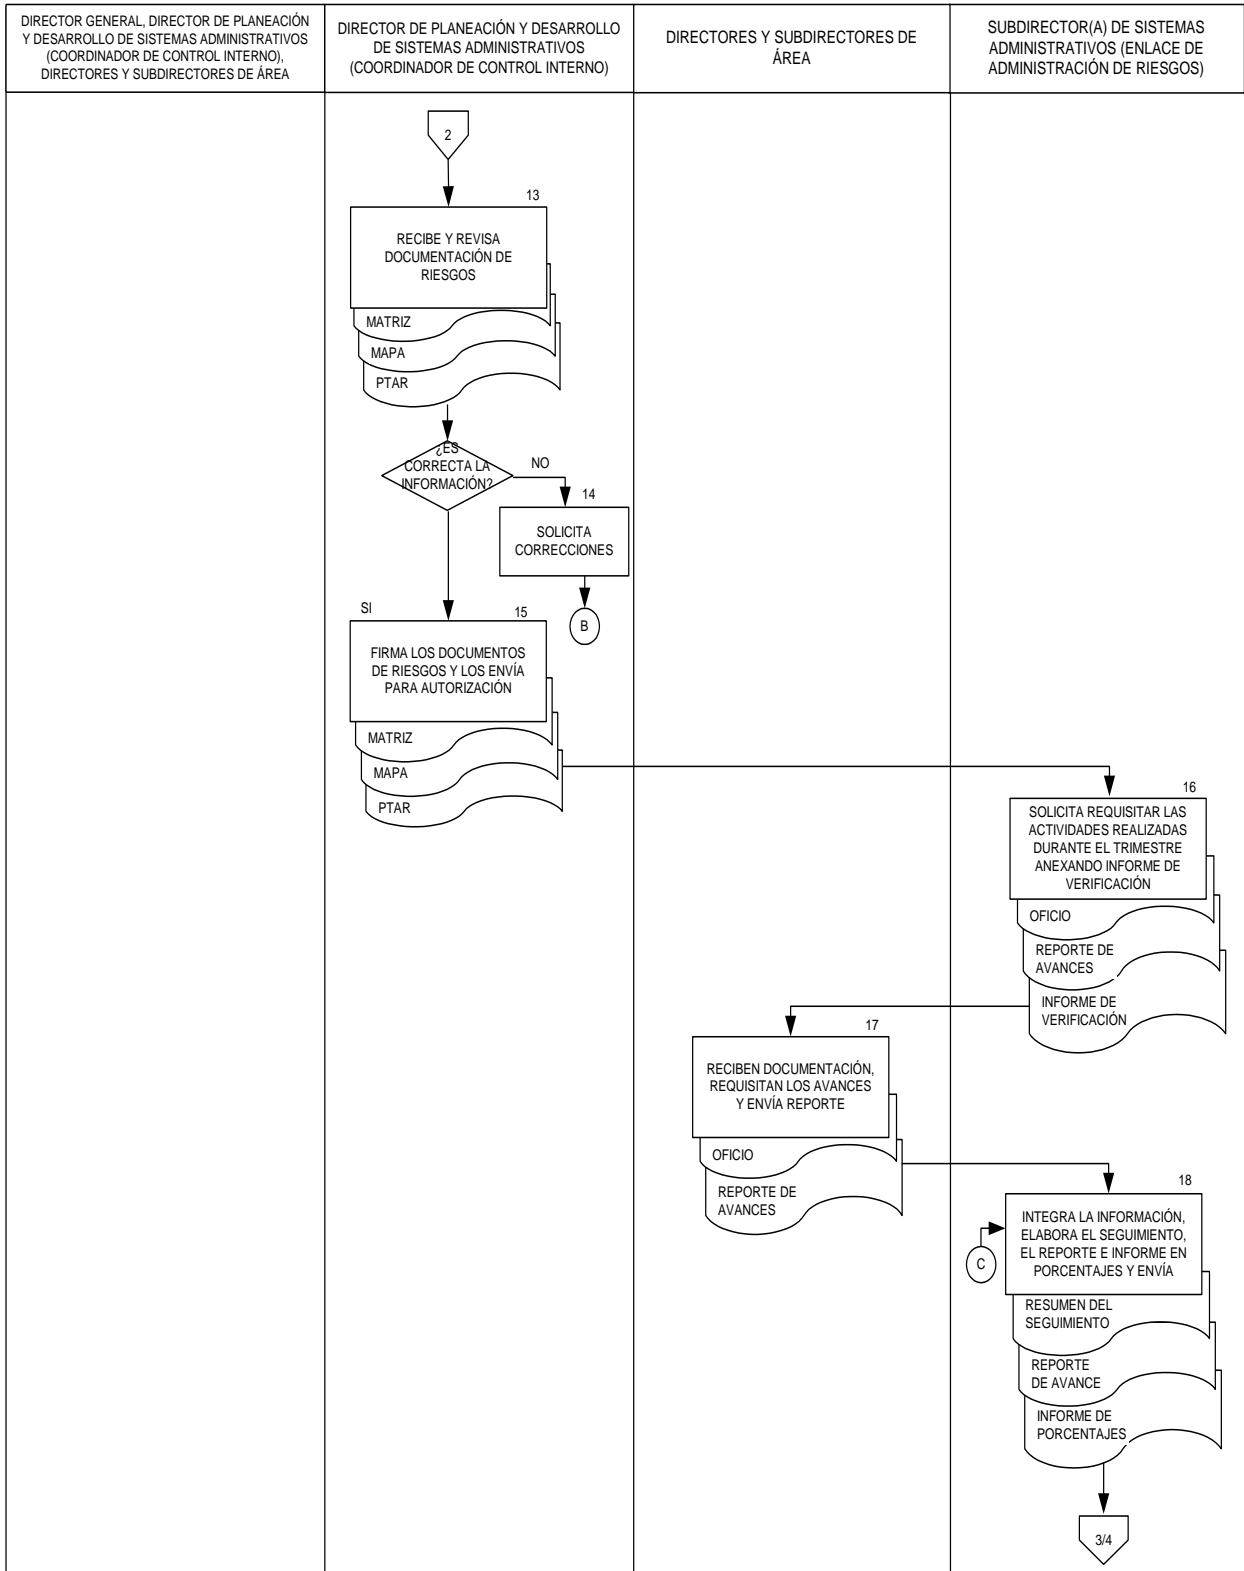 DIRECTOR GENERAL, DIRECTOR DE PLANEACIÓN
Y DESARROLLO DE SISTEMAS ADMINISTRATIVOS
(COORDINADOR DE CONTROL INTERNO),
DIRECTORES Y SUBDIRECTORES DE ÁREA
DIRECTOR DE PLANEACIÓN Y DESARROLLO
DE SISTEMAS ADMINISTRATIVOS
(COORDINADOR DE CONTROL INTERNO)
DIRECTORES Y SUBDIRECTORES DE
ÁREA
SUBDIRECTOR(A) DE SISTEMAS
ADMINISTRATIVOS (ENLACE DE
ADMINISTRACIÓN DE RIESGOS)
2
13
RECIBE Y REVISA
DOCUMENTACIÓN DE
RIESGOS
MATRIZ
MAPA
PTAR
¿ES
CORRECTA LA
INFORMACIÓN?
NO
14
SOLICITA
CORRECCIONES
B
SI
15
FIRMA LOS DOCUMENTOS
DE RIESGOS Y LOS ENVÍA
PARA AUTORIZACIÓN
MATRIZ
MAPA
PTAR
16
SOLICITA REQUISITAR LAS
ACTIVIDADES REALIZADAS
DURANTE EL TRIMESTRE
ANEXANDO INFORME DE
VERIFICACIÓN
OFICIO
REPORTE DE
AVANCES
INFORME DE
VERIFICACIÓN
17
RECIBEN DOCUMENTACIÓN,
REQUISITAN LOS AVANCES
Y ENVÍA REPORTE
OFICIO
REPORTE DE
AVANCES
18
INTEGRA LA INFORMACIÓN,
ELABORA EL SEGUIMIENTO,
EL REPORTE E INFORME EN
PORCENTAJES Y ENVÍA
C
RESUMEN DEL
SEGUIMIENTO
REPORTE
DE AVANCE
INFORME DE
PORCENTAJES
3/4